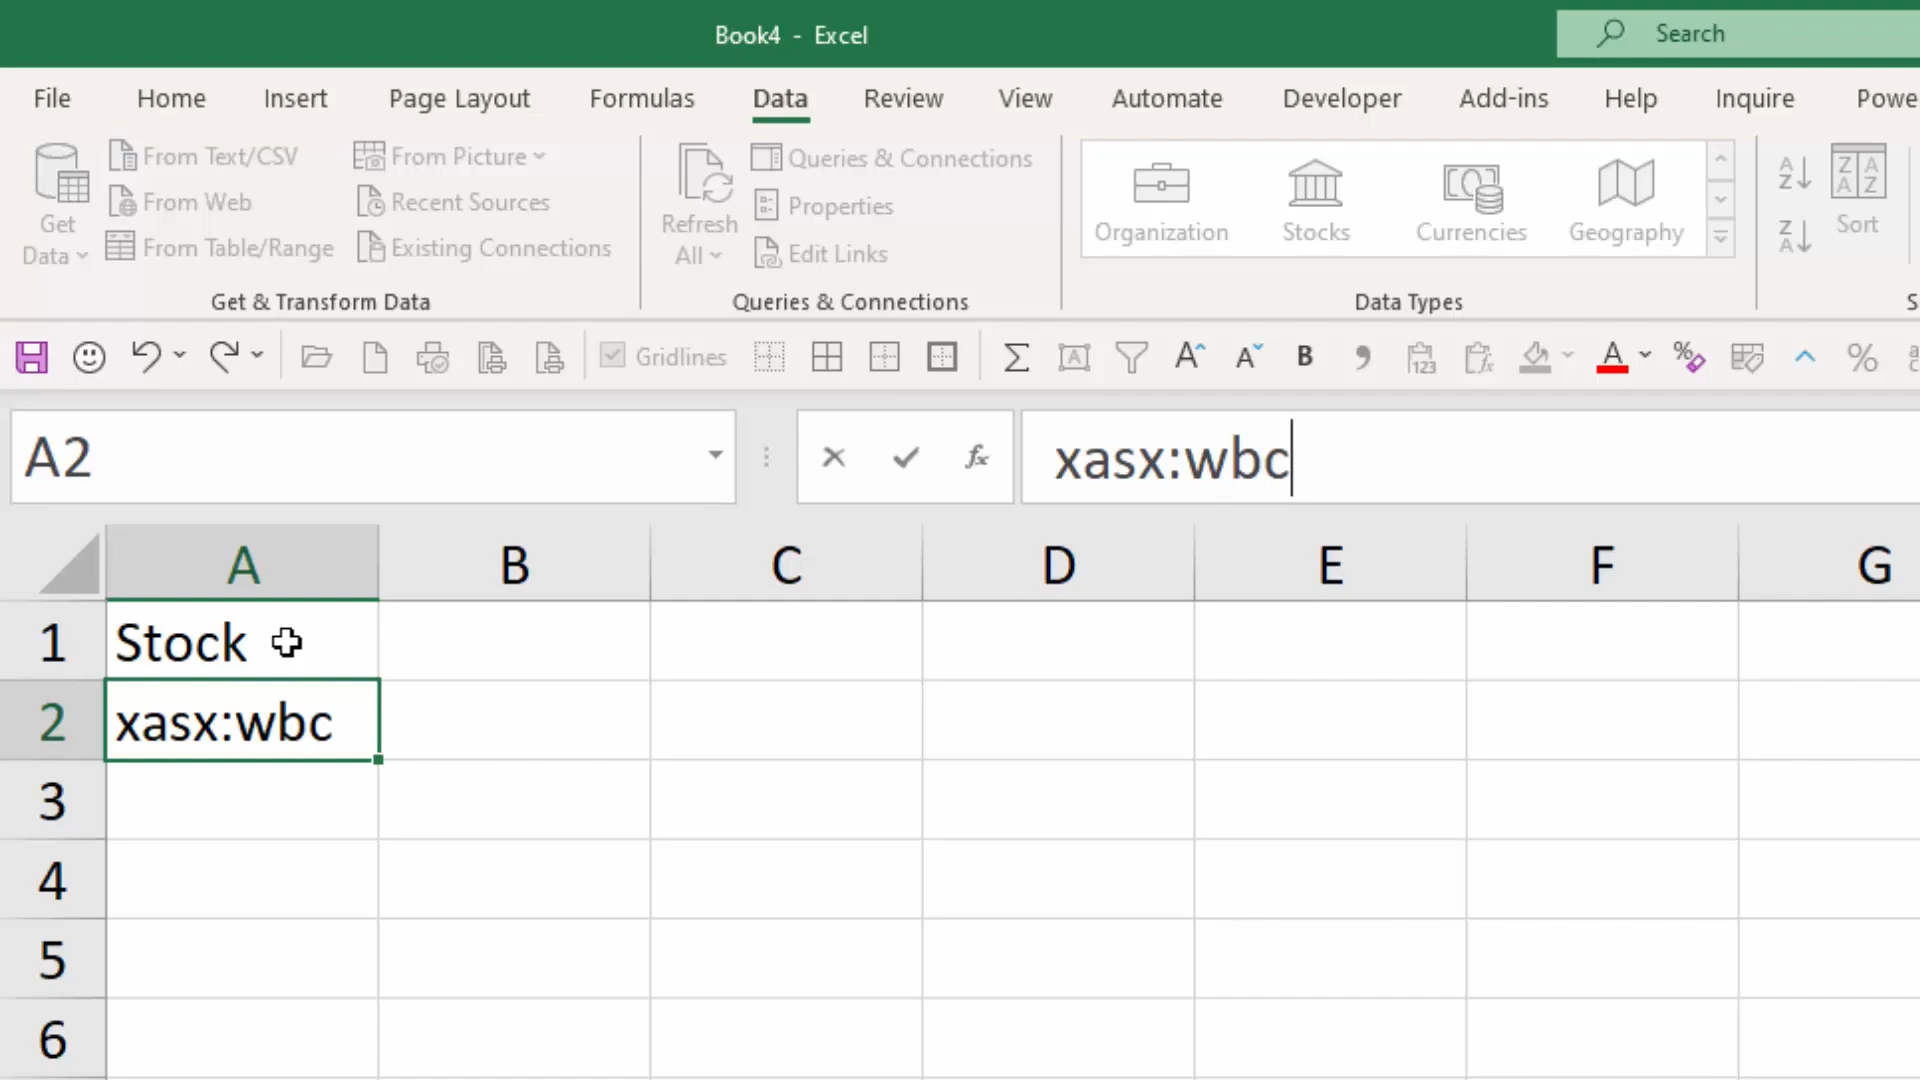 Book4 - Excel
Search
File Home Insert Page Layout Formulas Data Review View Automate Developer Add-ins Help Inquire Powe
Get Data
From Text/CSV
From Web
From Table/Range
From Picture
Recent Sources
Existing Connections
Get & Transform Data
Refresh All
Queries & Connections
Properties
Edit Links
Queries & Connections
Organization Stocks Currencies Geography
Data Types
Sort
S
Gridlines
A2
xasx:wbc
A B C D E F G
1 Stock
2 xasx:wbc
3
4
5
6